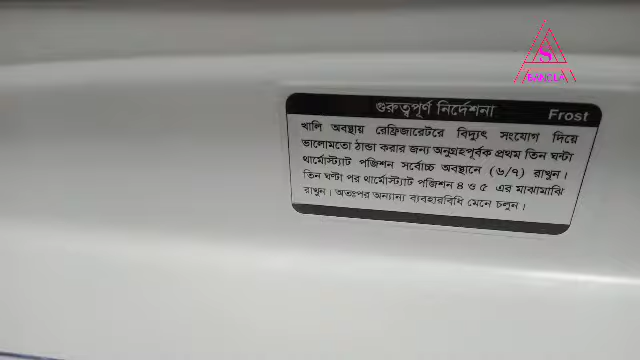 S
BANGLA
গুরুত্বপূর্ণ নির্দেশনা
Frost
খালি অবস্থায় রেফ্রিজারেটরে বিদ্যুৎ সংযোগ দিয়ে
ভালোমতো ঠান্ডা করার জন্য অনুগ্রহপূর্বক প্রথম তিন ঘন্টা
থার্মোস্ট্যাট পজিশন সর্বোচ্চ অবস্থানে (৬/৭) রাখুন।
তিন ঘণ্টা পর থার্মোস্ট্যাট পজিশন ৪ ও ৫ এর মাঝামাঝি
রাখুন। অতঃপর অন্যান্য ব্যবহারবিধি মেনে চলুন।